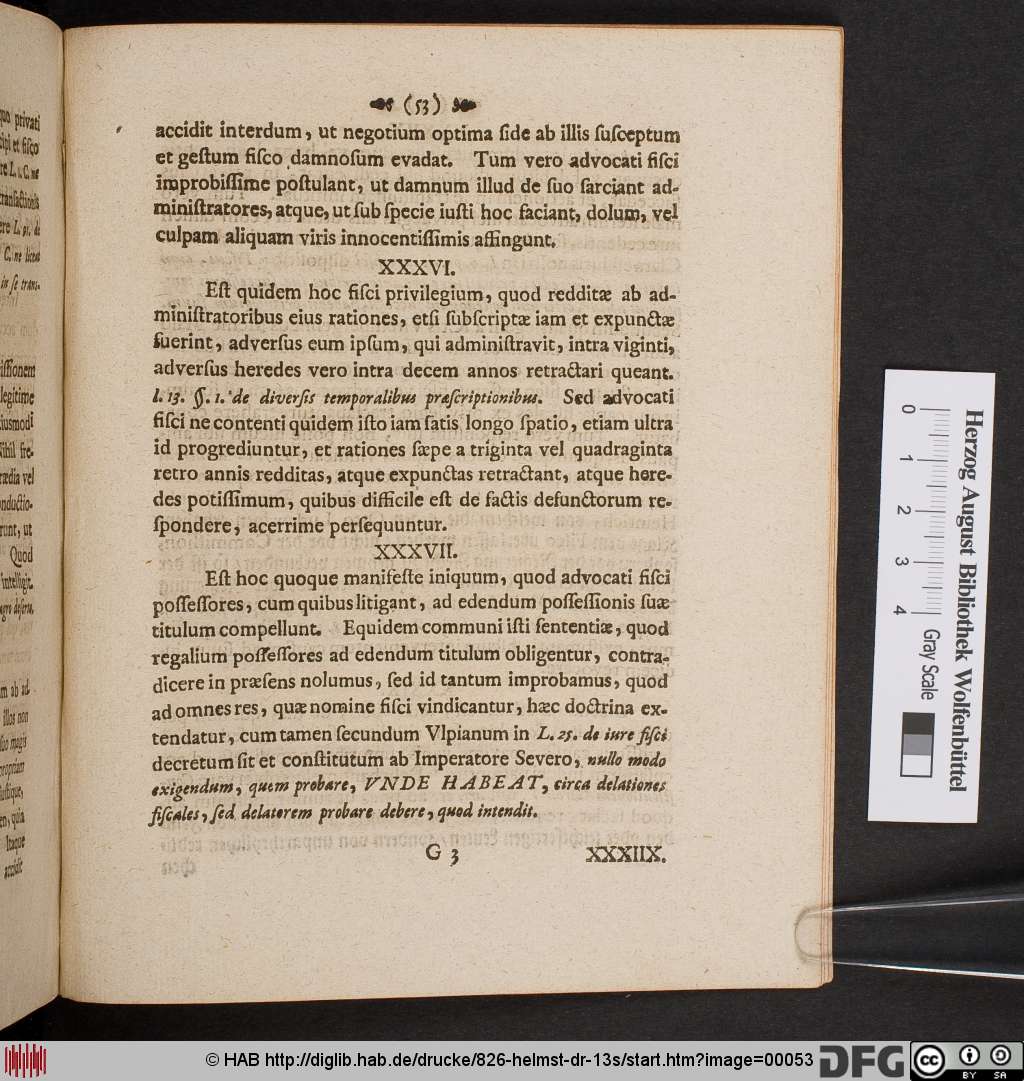 (53)
accidit interdum, ut negotium optima fide ab illis ſuſceptum
et geſtum fiſco damnoſum evadat. Tum vero advocati fiſci
improbiſſime poſtulant, ut damnum illud de ſuo ſarciant ad-
miniſtratores, atque, ut ſub ſpecie iuſti hoc faciant, dolum, vel
culpam aliquam viris innocentiſſimis affingunt.
XXXVI.
Eſt quidem hoc fiſci privilegium, quod redditæ ab ad-
miniſtratoribus eius rationes, etſi ſubſcriptæ iam et expunctæ
fuerint, adverſus eum ipſum, qui adminiſtravit, intra viginti,
adverſus heredes vero intra decem annos retractari queant.
l. 13. §. 1. de diverſis temporalibus præſcriptionibus. Sed advocati
fiſci ne contenti quidem iſto iam ſatis longo ſpatio, etiam ultra
id progrediuntur, et rationes ſæpe a triginta vel quadraginta
retro annis redditas, atque expunctas retractant, atque here-
des potiſſimum, quibus difficile eſt de factis defunctorum re-
ſpondere, acerrime perſequuntur.
XXXVII.
Eſt hoc quoque manifeſte iniquum, quod advocati fiſci
poſſeſſores, cum quibus litigant, ad edendum poſſeſſionis ſuæ
titulum compellunt. Equidem communi iſti ſententiæ, quod
regalium poſſeſſores ad edendum titulum obligentur, contra-
dicere in præſens nolumus, ſed id tantum improbamus, quod
ad omnes res, quæ nomine fiſci vindicantur, hæc doctrina ex-
tendatur, cum tamen ſecundum Vlpianum in L. 25. de iure fiſci
decretum ſit et conſtitutum ab Imperatore Severo, nullo modo
exigendum, quem probare, VNDE HABEAT, circa delationes
fiſcales, ſed delatorem probare debere, quod intendit.
G 3 XXXIIX.
Herzog August Bibliothek Wolfenbüttel
0 1 2 3 4 Gray Scale
© HAB http://diglib.hab.de/drucke/826-helmst-dr-13s/start.htm?image=00053 DFG cc BY SA